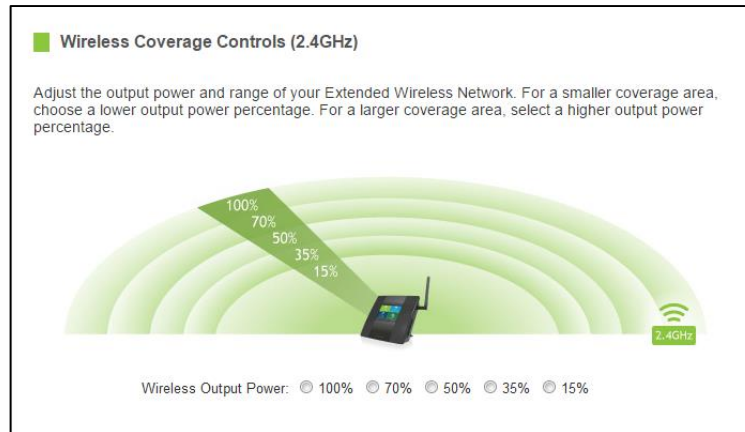 Wireless Coverage Controls (2.4GHz)
Adjust the output power and range of your Extended Wireless Network. For a smaller coverage area,
choose a lower output power percentage. For a larger coverage area, select a higher output power
percentage.
100%
70%
50%
35%
15%
2.4GHz
Wireless Output Power: 100% 70% 50% 35% 15%